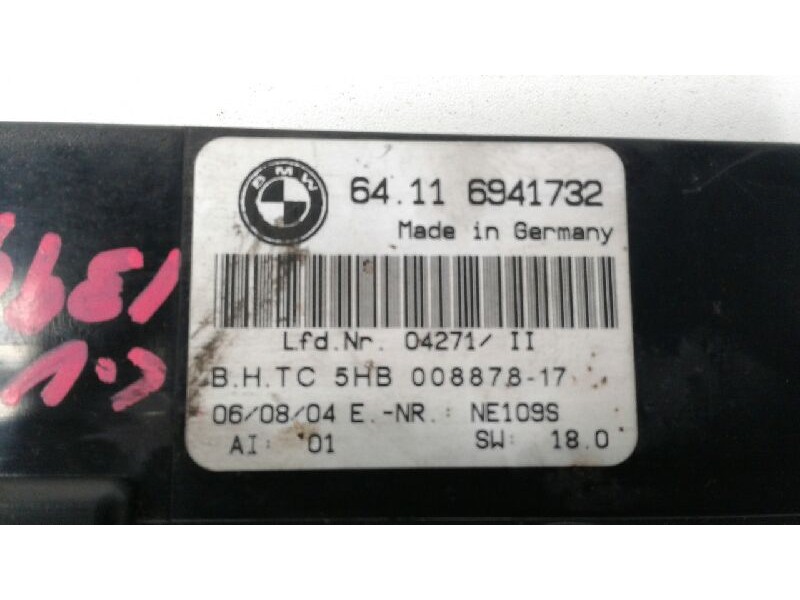 BMW
64.11 6941732
Made in Germany
Lfd.Nr. 04271/ II
B.H.TC 5HB 008878-17
06/08/04 E.-NR.: NE109S
AI: 01 SW: 18.0